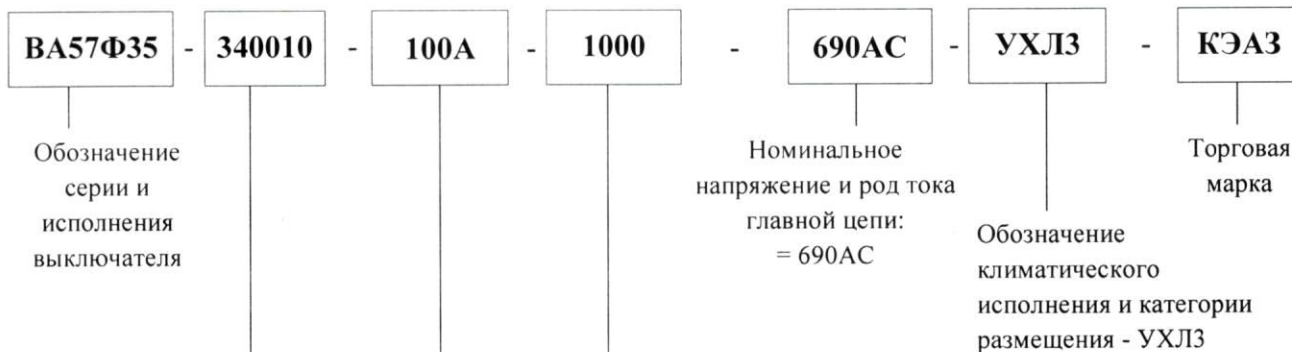 ВА57Ф35 - 340010 - 100А - 1000 - 690АС - УХЛ3 - КЭАЗ
Обозначение
серии и
исполнения
выключателя
Номинальное
напряжение и род тока
главной цепи:
= 690АС
Обозначение
климатического
исполнения и категории
размещения - УХЛ3
Торговая
марка